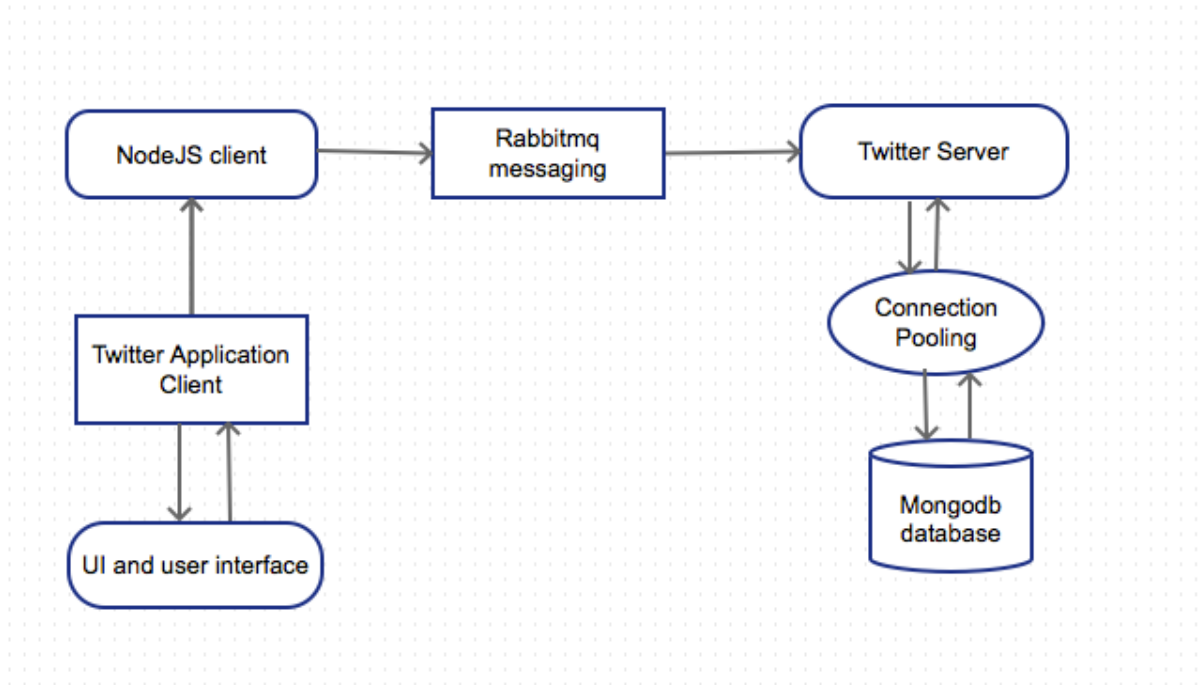 NodeJS client
Rabbitmq
messaging
Twitter Server
Connection
Pooling
Twitter Application
Client
Mongodb
database
UI and user interface